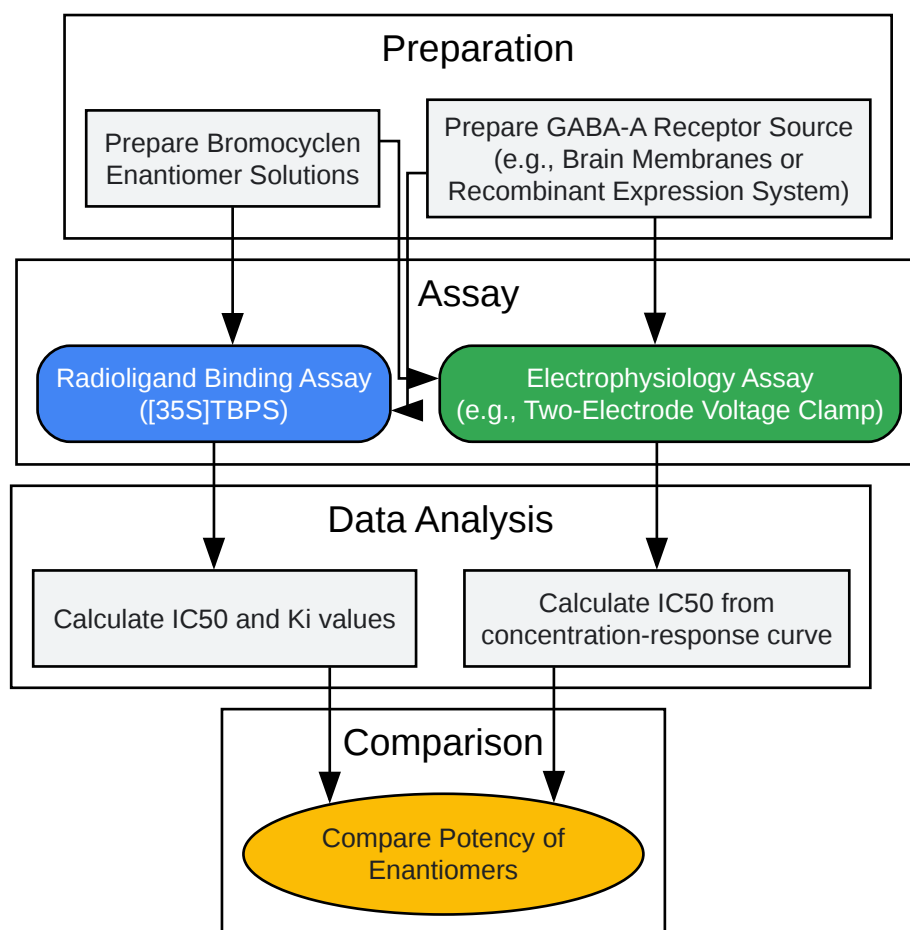 Preparation
Prepare Bromocyclen
Enantiomer Solutions
Prepare GABA-A Receptor Source
(e.g., Brain Membranes or
Recombinant Expression System)
Assay
Radioligand Binding Assay
([35S]TBPS)
Electrophysiology Assay
(e.g., Two-Electrode Voltage Clamp)
Data Analysis
Calculate IC50 and Ki values
Calculate IC50 from
concentration-response curve
Comparison
Compare Potency of
Enantiomers